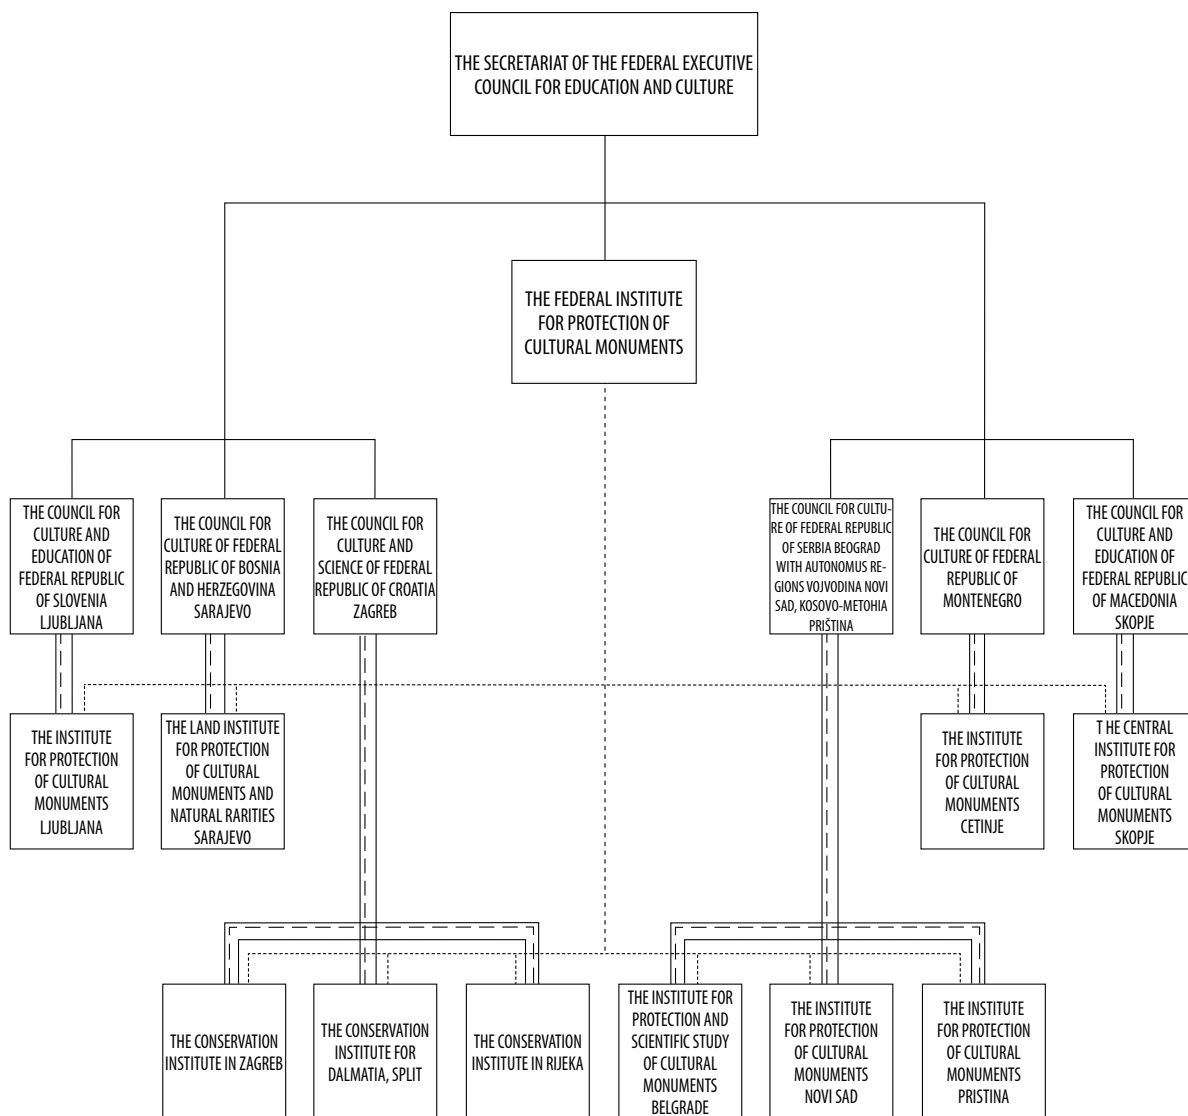 THE SECRETARIAT OF THE FEDERAL EXECUTIVE
COUNCIL FOR EDUCATION AND CULTURE
THE FEDERAL INSTITUTE
FOR PROTECTION OF
CULTURAL MONUMENTS
THE COUNCIL FOR
CULTURE AND
EDUCATION OF
FEDERAL REPUBLIC
OF SLOVENIA
LJUBLJANA
THE COUNCIL FOR
CULTURE OF FEDERAL
REPUBLIC OF BOSNIA
AND HERZEGOVINA
SARAJEVO
THE COUNCIL FOR
CULTURE AND
SCIENCE OF FEDERAL
REPUBLIC OF CROATIA
ZAGREB
THE COUNCIL FOR CULTU-
RE OF FEDERAL REPUBLIC
OF SERBIA BEOGRAD
WITH AUTONOMUS RE-
GIONS VOJVODINA NOVI
SAD, KOSOVO-METOHIA
PRIŠTINA
THE COUNCIL FOR
CULTURE OF FEDERAL
REPUBLIC OF
MONTENEGRO
THE COUNCIL FOR
CULTURE AND
EDUCATION OF
FEDERAL REPUBLIC
OF MACEDONIA
SKOPJE
THE INSTITUTE
FOR PROTECTION
OF CULTURAL
MONUMENTS
LJUBLJANA
THE LAND INSTITUTE
FOR PROTECTION
OF CULTURAL
MONUMENTS AND
NATURAL RARITIES
SARAJEVO
THE INSTITUTE
FOR PROTECTION
OF CULTURAL
MONUMENTS
CETINJE
T HE CENTRAL
INSTITUTE FOR
PROTECTION
OF CULTURAL
MONUMENTS
SKOPJE
THE CONSERVATION
INSTITUTE IN ZAGREB
THE CONSERVATION
INSTITUTE FOR
DALMATIA, SPLIT
THE CONSERVATION
INSTITUTE IN RIJEKA
THE INSTITUTE FOR
PROTECTION AND
SCIENTIFIC STUDY
OF CULTURAL
MONUMENTS
BELGRADE
THE INSTITUTE
FOR PROTECTION
OF CULTURAL
MONUMENTS
NOVI SAD
THE INSTITUTE
FOR PROTECTION
OF CULTURAL
MONUMENTS
PRISTINA